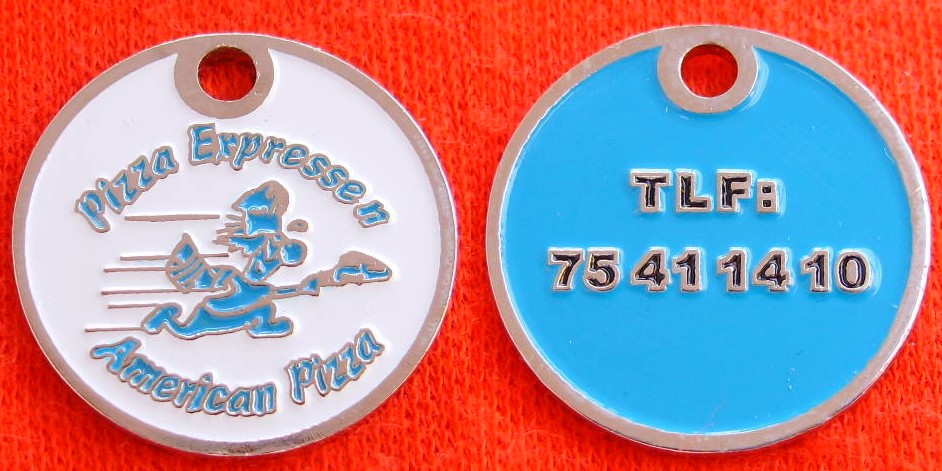 Pizza Expressen
American Pizza
TLF:
75 41 14 10